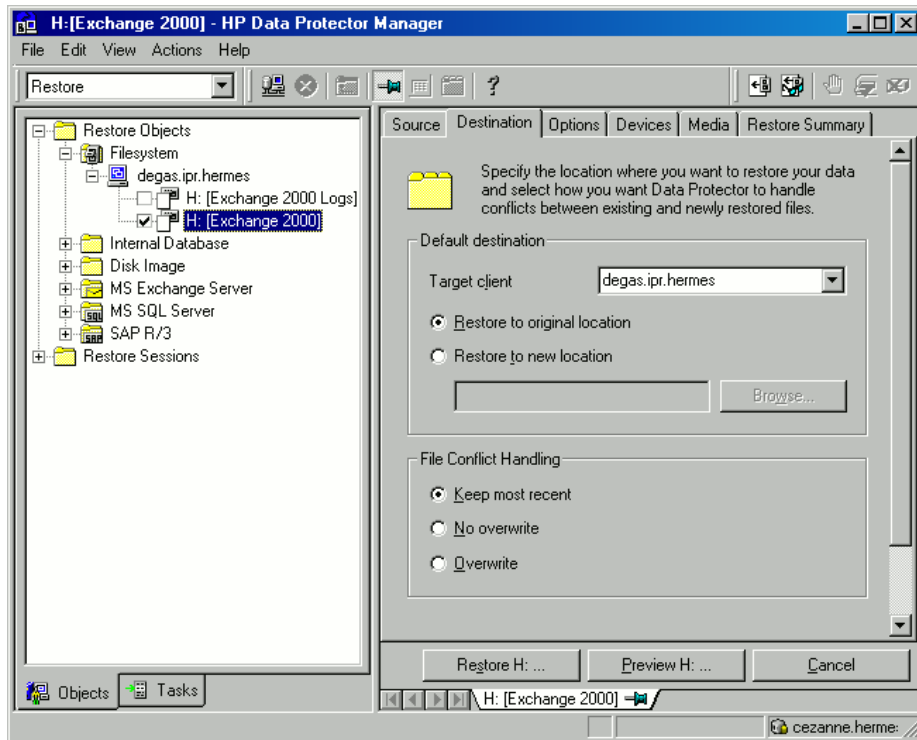 H:[Exchange 2000] - HP Data Protector Manager
File Edit View Actions Help
Restore
Restore Objects
Filesystem
degas.ipr.hermes
H: [Exchange 2000 Logs]
H: [Exchange 2000]
Internal Database
Disk Image
MS Exchange Server
MS SQL Server
SAP R/3
Restore Sessions
Objects
Tasks
Source Destination Options Devices Media Restore Summary
Specify the location where you want to restore your data
and select how you want Data Protector to handle
conflicts between existing and newly restored files.
Default destination
Target client degas.ipr.hermes
Restore to original location
Restore to new location
Browse...
File Conflict Handling
Keep most recent
No overwrite
Overwrite
Restore H: ... Preview H: ... Cancel
H: [Exchange 2000]
cezanne.herme: